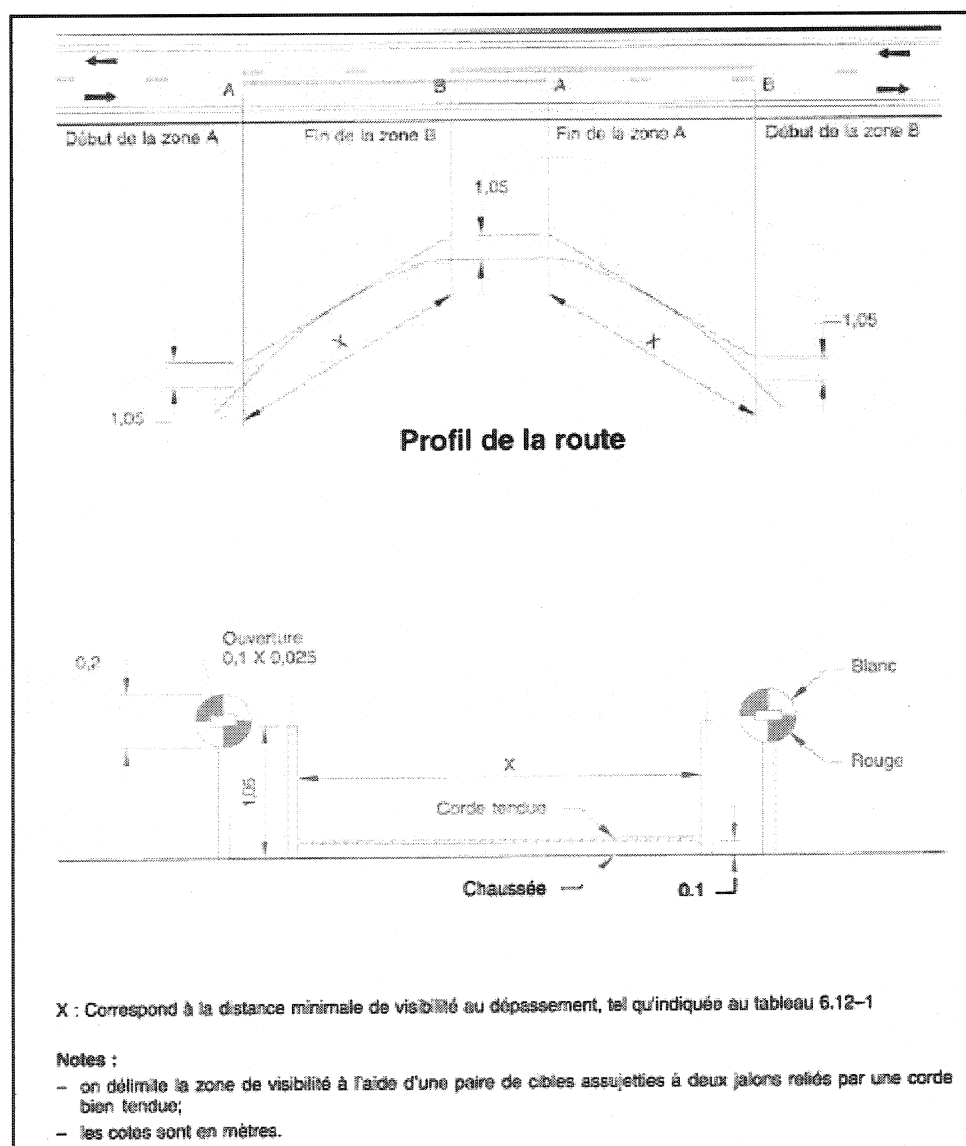 A B A B
Début de la zone A Fin de la zone B Fin de la zone A Début de la zone B
1,05
X X
1,05
1,05
Profil de la route
Ouverture
0,1 X 0,025
0,2
Blanc
Rouge
1,05
X
Corde tendue
Chaussée
0.1
X : Correspond à la distance minimale de visibilité au dépassement, tel qu'indiquée au tableau 6.12–1
Notes :
– on délimite la zone de visibilité à l'aide d'une paire de cibles assujetties à deux jalons reliés par une corde
bien tendue;
– les cotes sont en mètres.